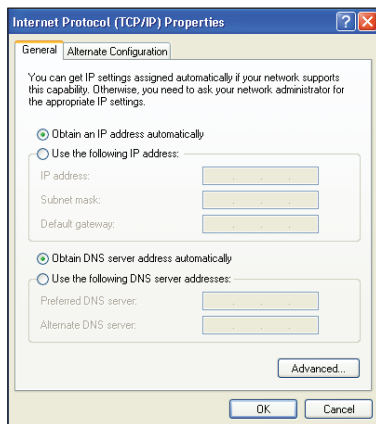 Internet Protocol (TCP/IP) Properties
General
Alternate Configuration
You can get IP settings assigned automatically if your network supports
this capability. Otherwise, you need to ask your network administrator for
the appropriate IP settings.
Obtain an IP address automatically
Use the following IP address:
IP address:
Subnet mask:
Default gateway:
Obtain DNS server address automatically
Use the following DNS server addresses:
Preferred DNS server:
Alternate DNS server:
Advanced...
OK
Cancel